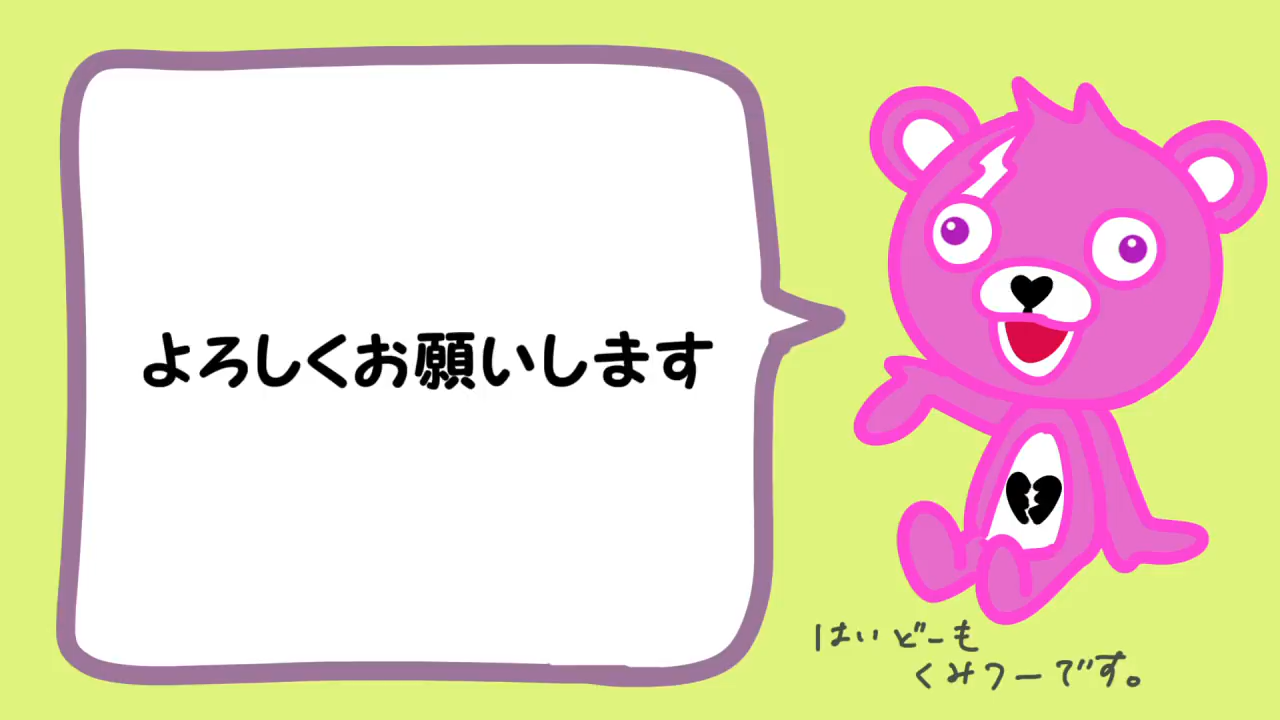 よろしくお願いします
はいどーも
くみつーです。